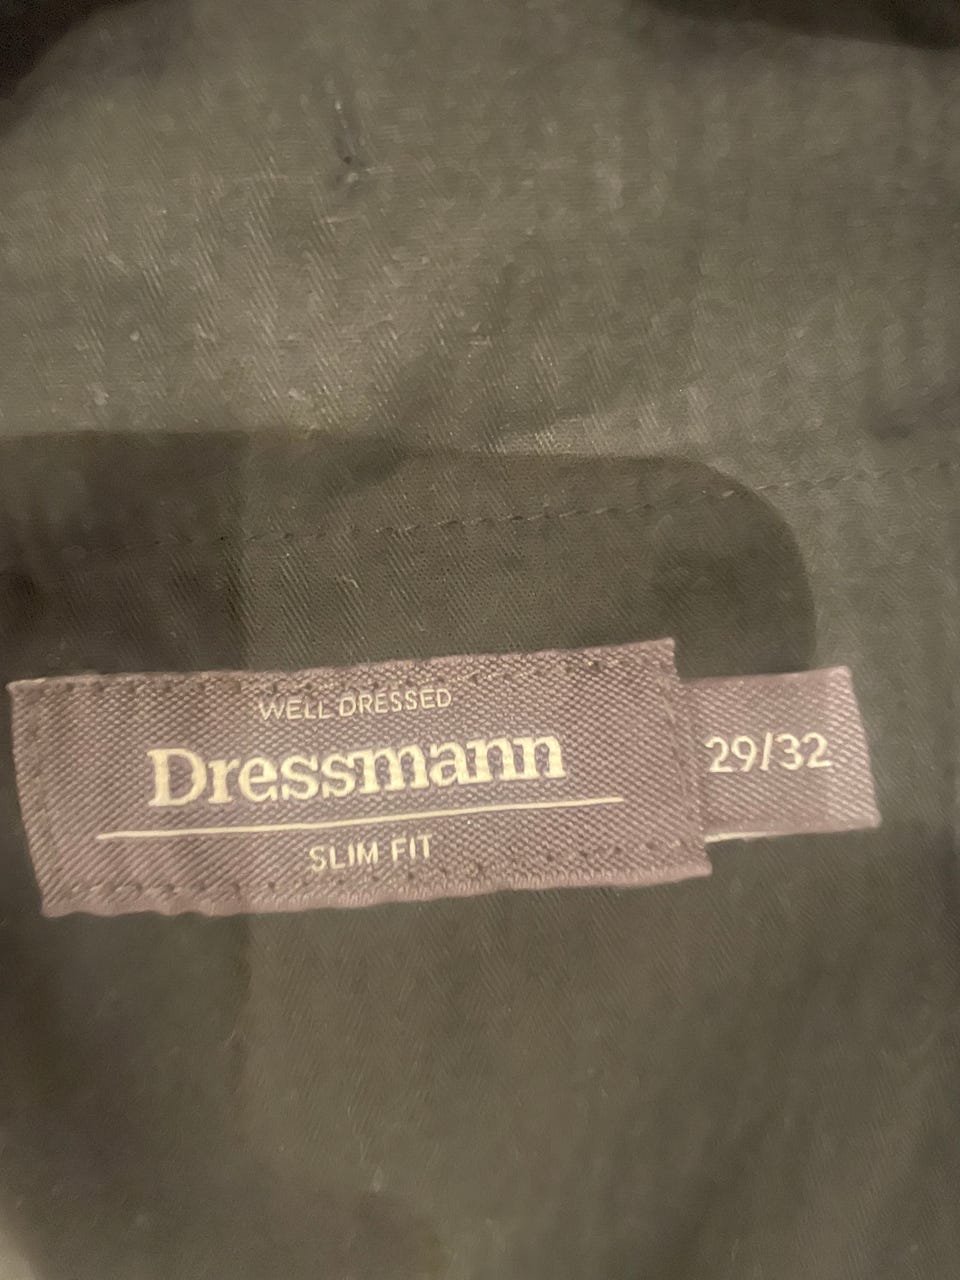 WELL DRESSED
Dressmann
SLIM FIT
29/32